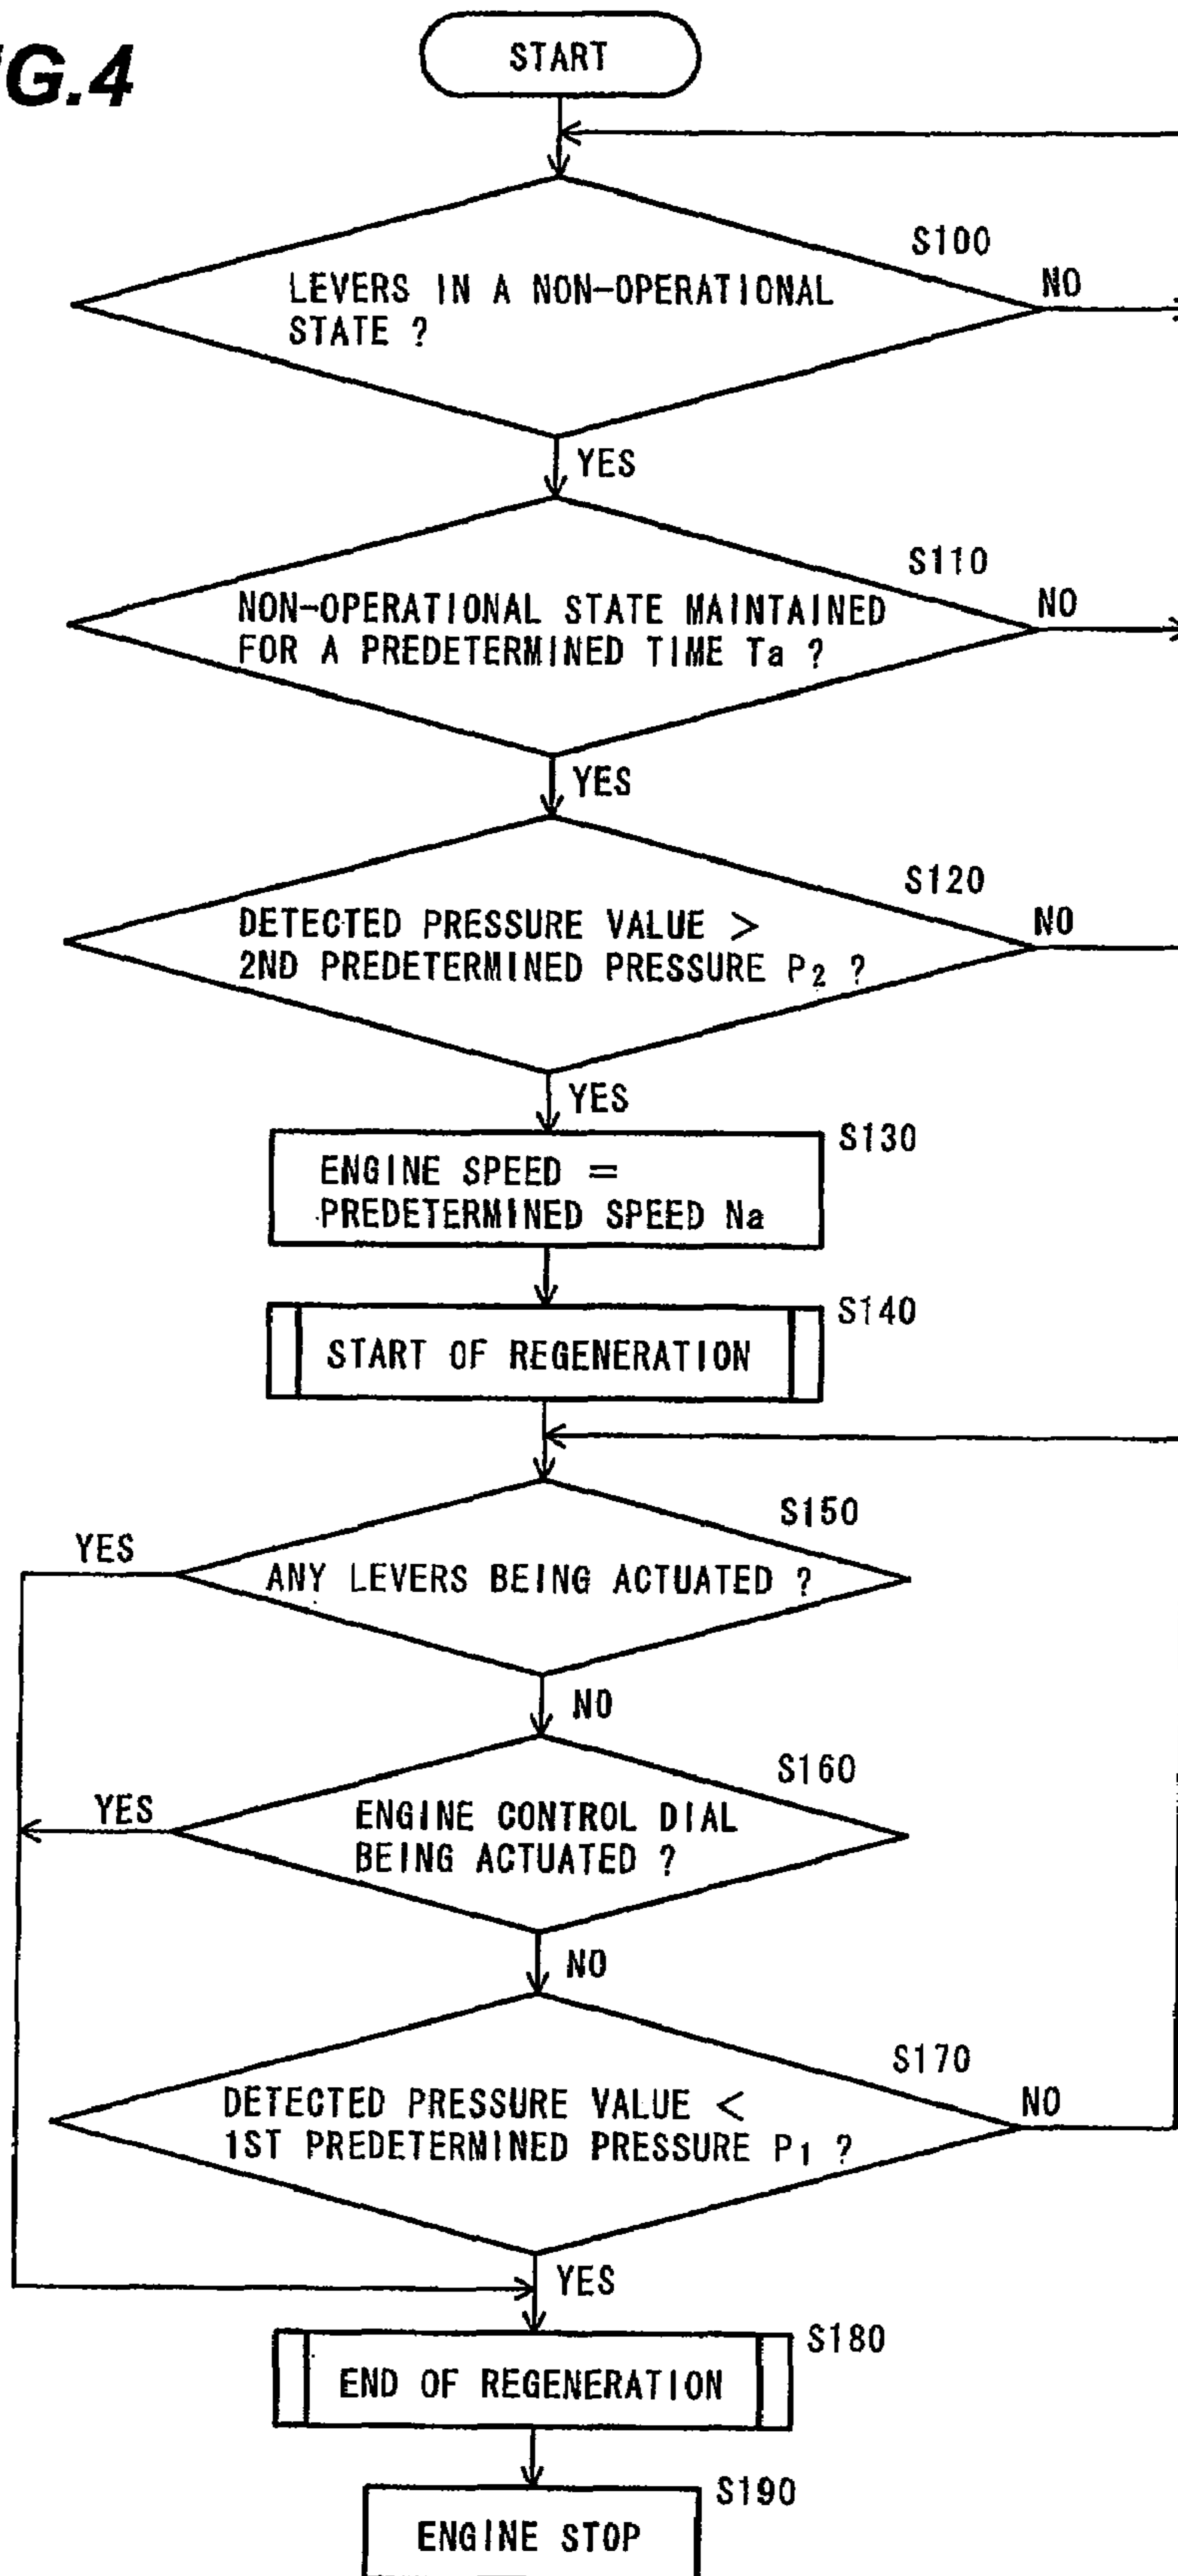 G.4
START
S100
LEVERS IN A NON-OPERATIONAL
STATE ?
NO
YES
S110
NON-OPERATIONAL STATE MAINTAINED
FOR A PREDETERMINED TIME Ta ?
NO
YES
S120
DETECTED PRESSURE VALUE >
2ND PREDETERMINED PRESSURE P2 ?
NO
YES
S130
ENGINE SPEED =
PREDETERMINED SPEED Na
S140
START OF REGENERATION
S150
YES
ANY LEVERS BEING ACTUATED ?
NO
S160
YES
ENGINE CONTROL DIAL
BEING ACTUATED ?
NO
S170
DETECTED PRESSURE VALUE <
1ST PREDETERMINED PRESSURE P1 ?
NO
YES
S180
END OF REGENERATION
S190
ENGINE STOP